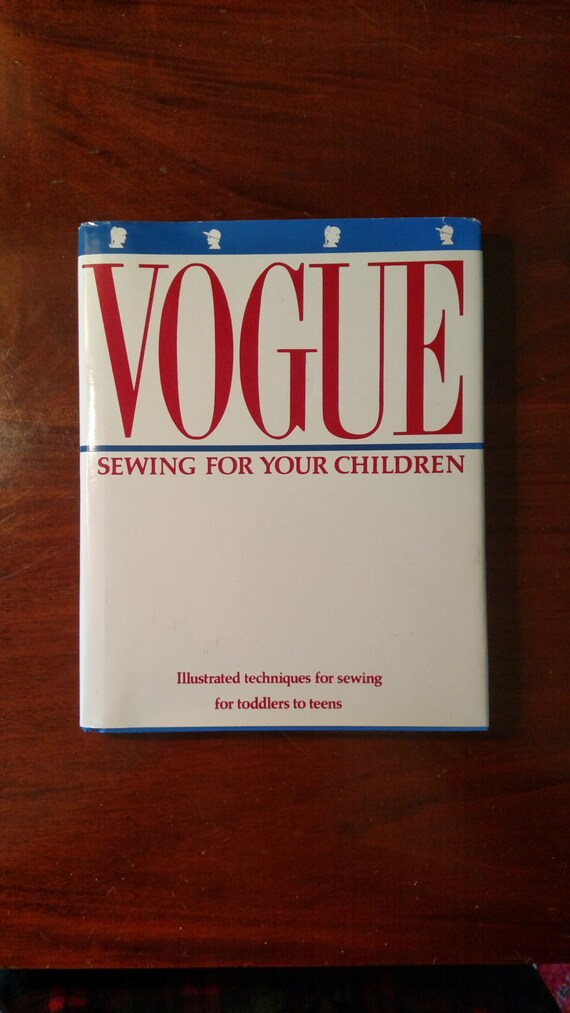 VOGUE
SEWING FOR YOUR CHILDREN
Illustrated techniques for sewing
for toddlers to teens